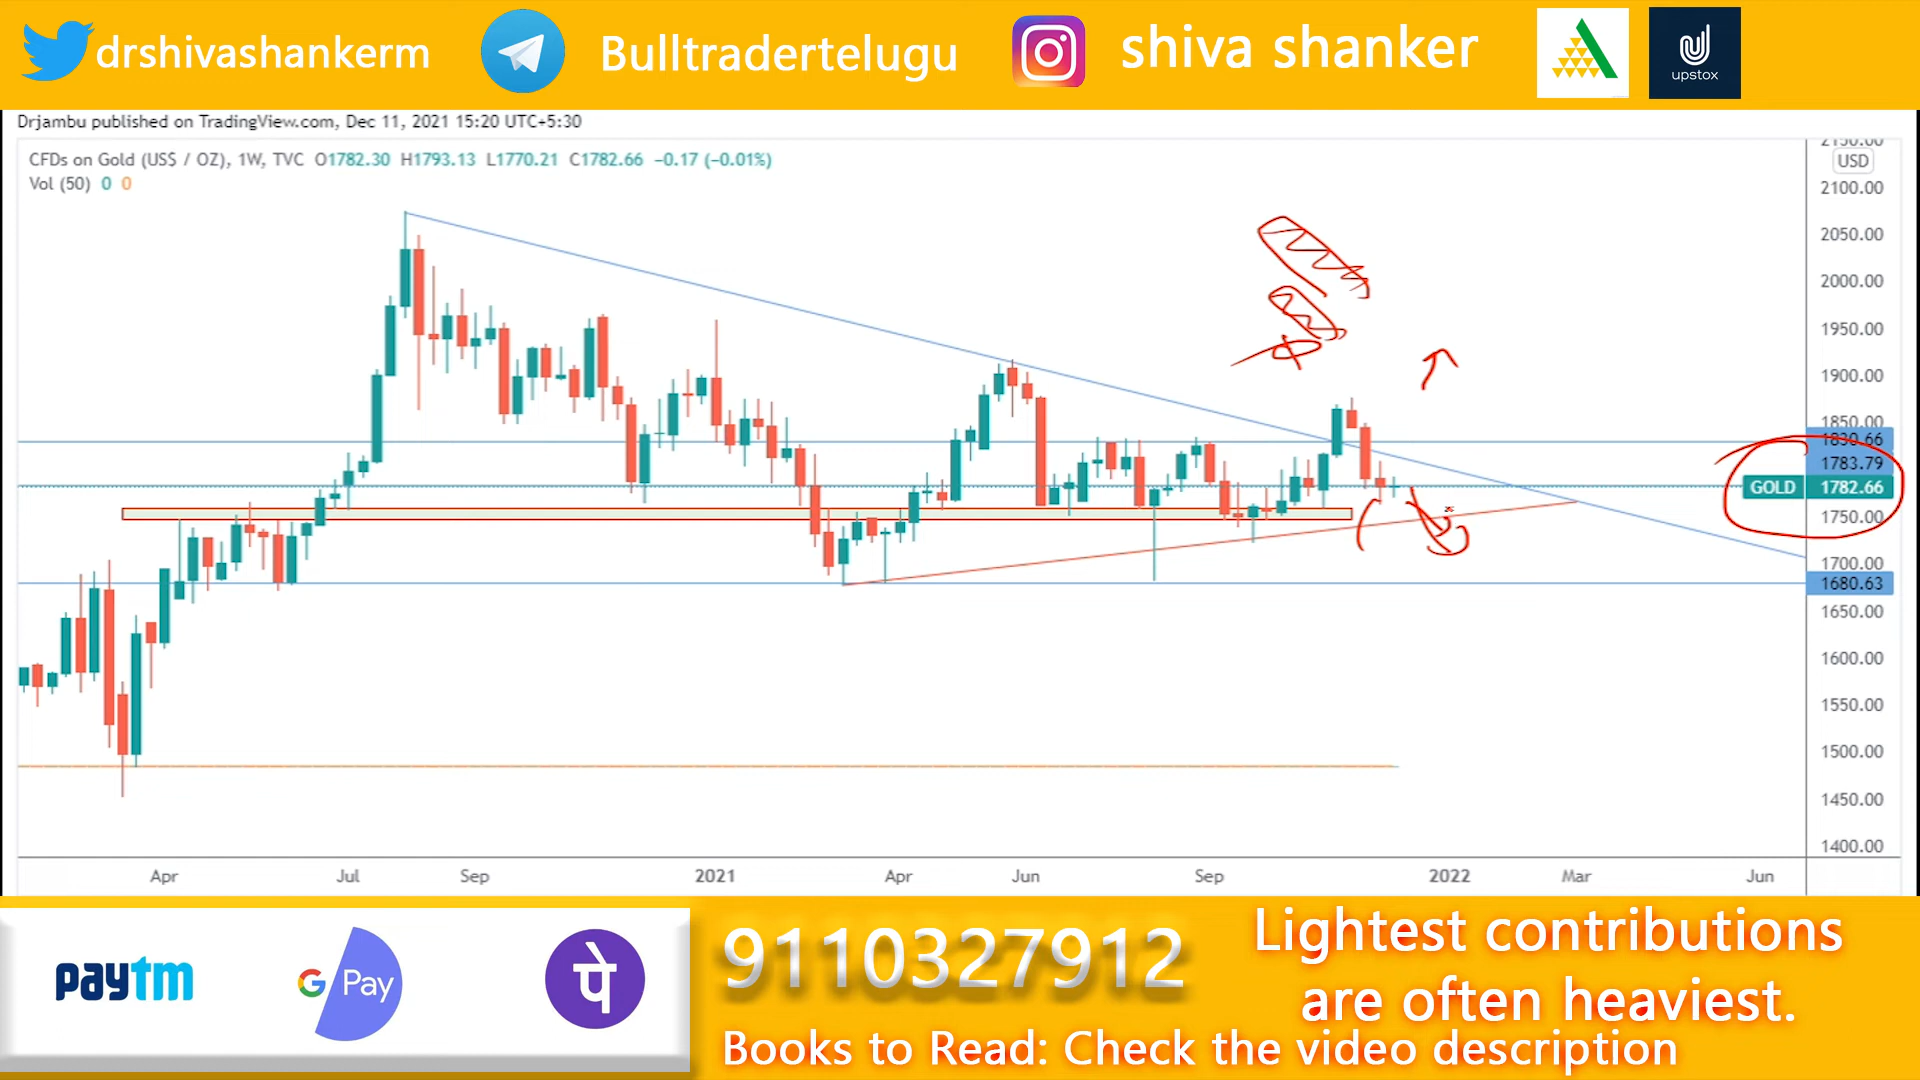 drshivashankerm
Bulltradertelugu
shiva shanker
upstox
Drjambu published on TradingView.com, Dec 11, 2021 15:20 UTC+5:30
CFDs on Gold (US$ / OZ), 1W, TVC O1782.30 H1793.13 L1770.21 C1782.66 −0.17 (−0.01%)
Vol (50) 0 0
2150.00
USD
2100.00
2050.00
2000.00
1950.00
1900.00
1850.00
1830.66
1783.79
GOLD 1782.66
1750.00
1700.00
1680.63
1650.00
1600.00
1550.00
1500.00
1450.00
1400.00
Apr Jul Sep 2021 Apr Jun Sep 2022 Mar Jun
paytm
G Pay
पे
9110327912
Lightest contributions
are often heaviest.
Books to Read: Check the video description